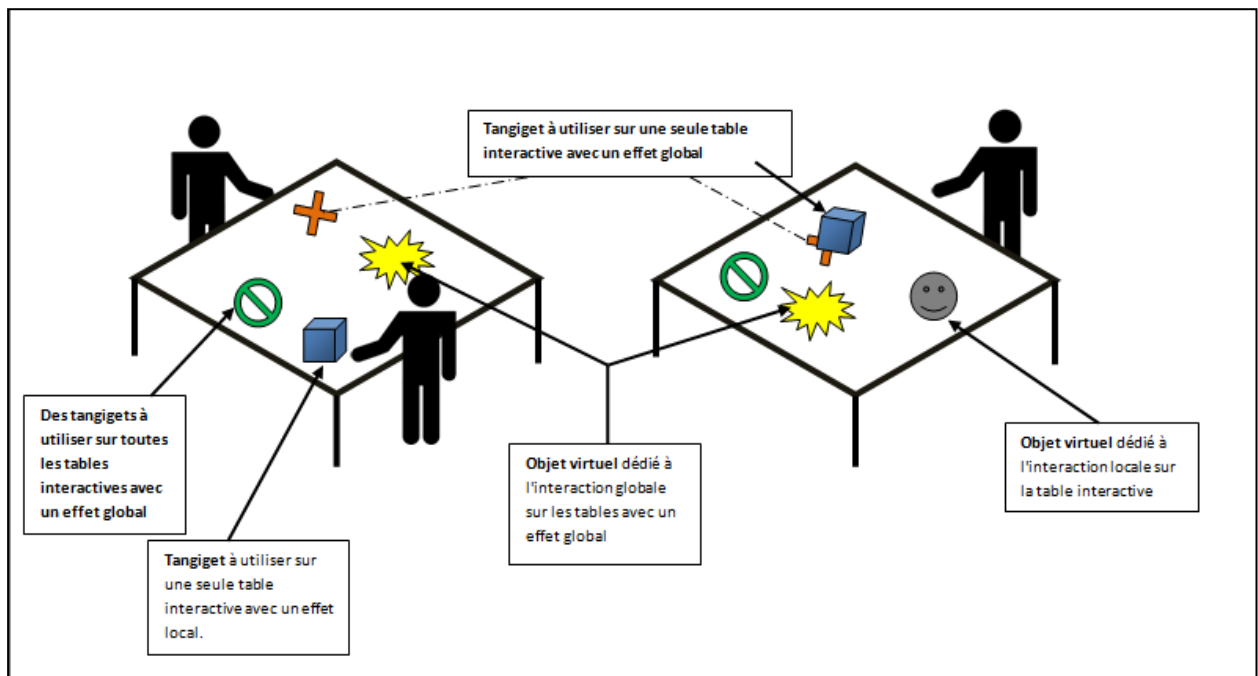 Tangiget à utiliser sur une seule table
interactive avec un effet global
Des tangigets à
utiliser sur toutes
les tables
interactives avec
un effet global
Tangiget à utiliser sur
une seule table
interactive avec un effet
local.
Objet virtuel dédié à
l'interaction globale
sur les tables avec un
effet global
Objet virtuel dédié à
l'interaction locale sur
la table interactive